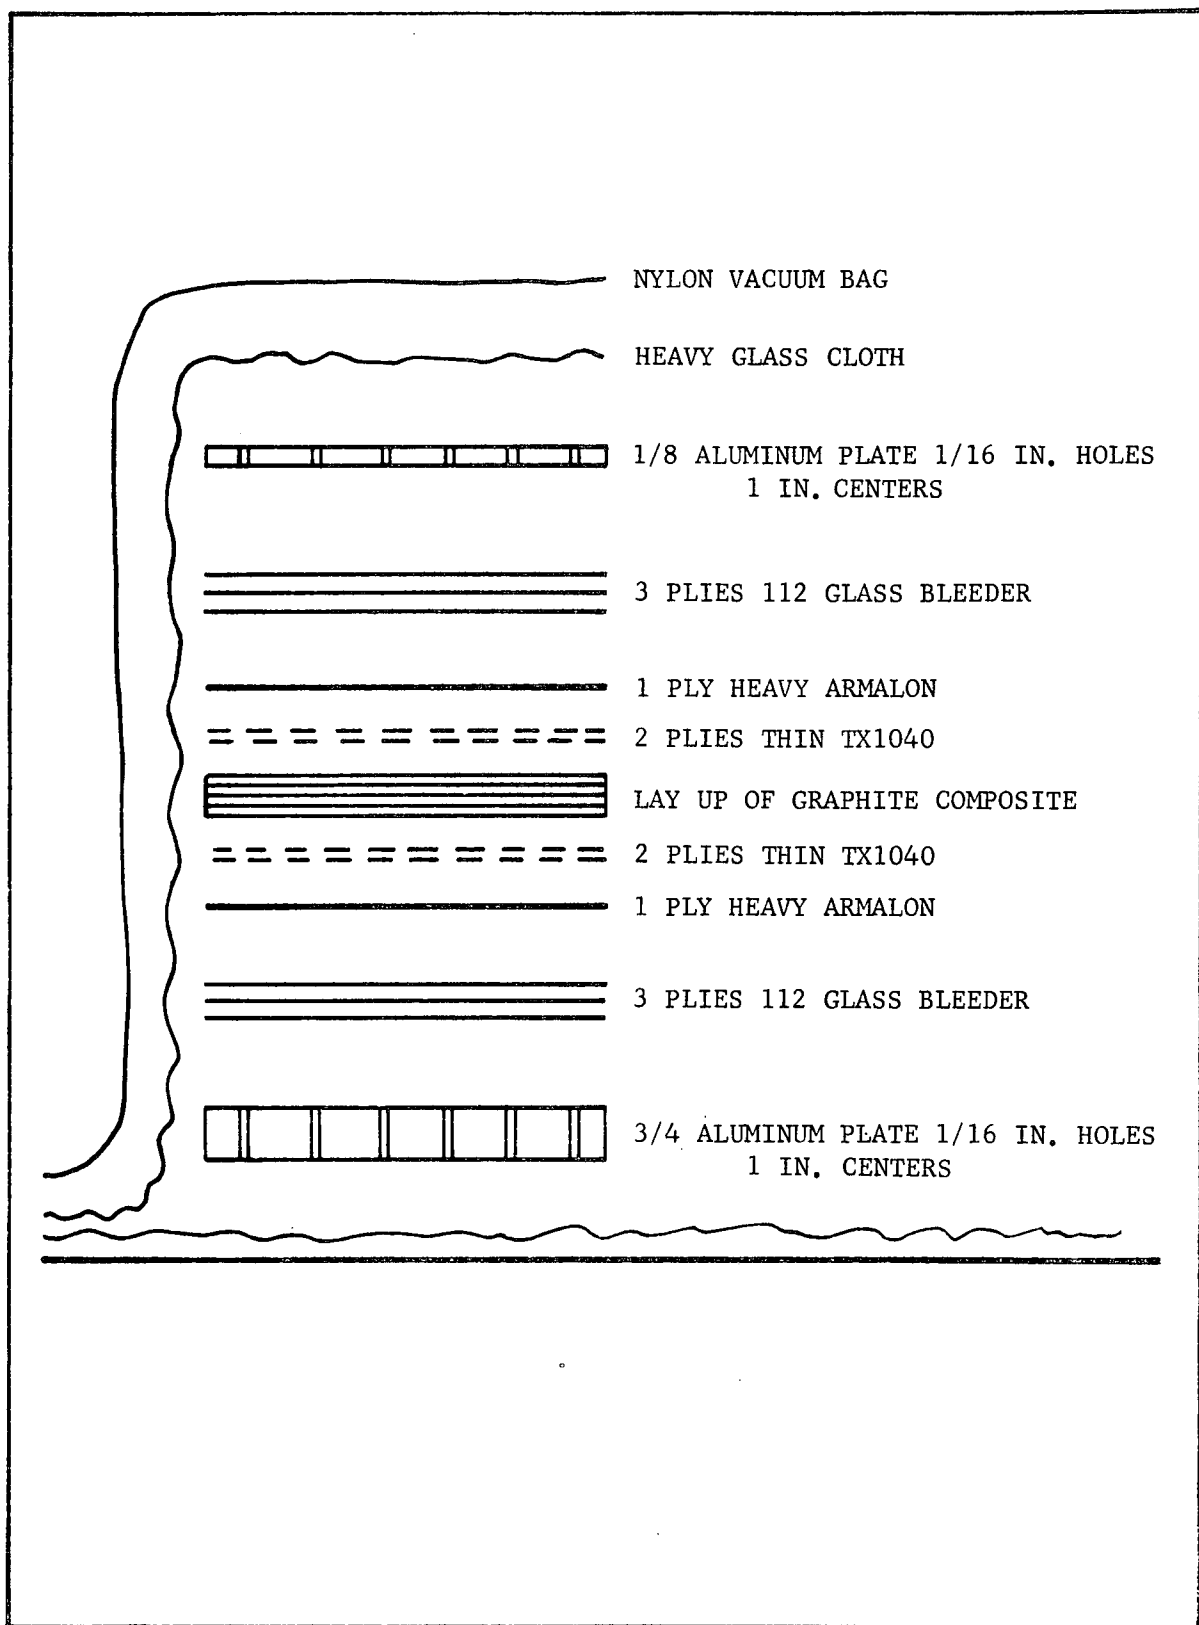 NYLON VACUUM BAG
HEAVY GLASS CLOTH
1/8 ALUMINUM PLATE 1/16 IN. HOLES
1 IN. CENTERS
3 PLIES 112 GLASS BLEEDER
1 PLY HEAVY ARMALON
2 PLIES THIN TX1040
LAY UP OF GRAPHITE COMPOSITE
2 PLIES THIN TX1040
1 PLY HEAVY ARMALON
3 PLIES 112 GLASS BLEEDER
3/4 ALUMINUM PLATE 1/16 IN. HOLES
1 IN. CENTERS